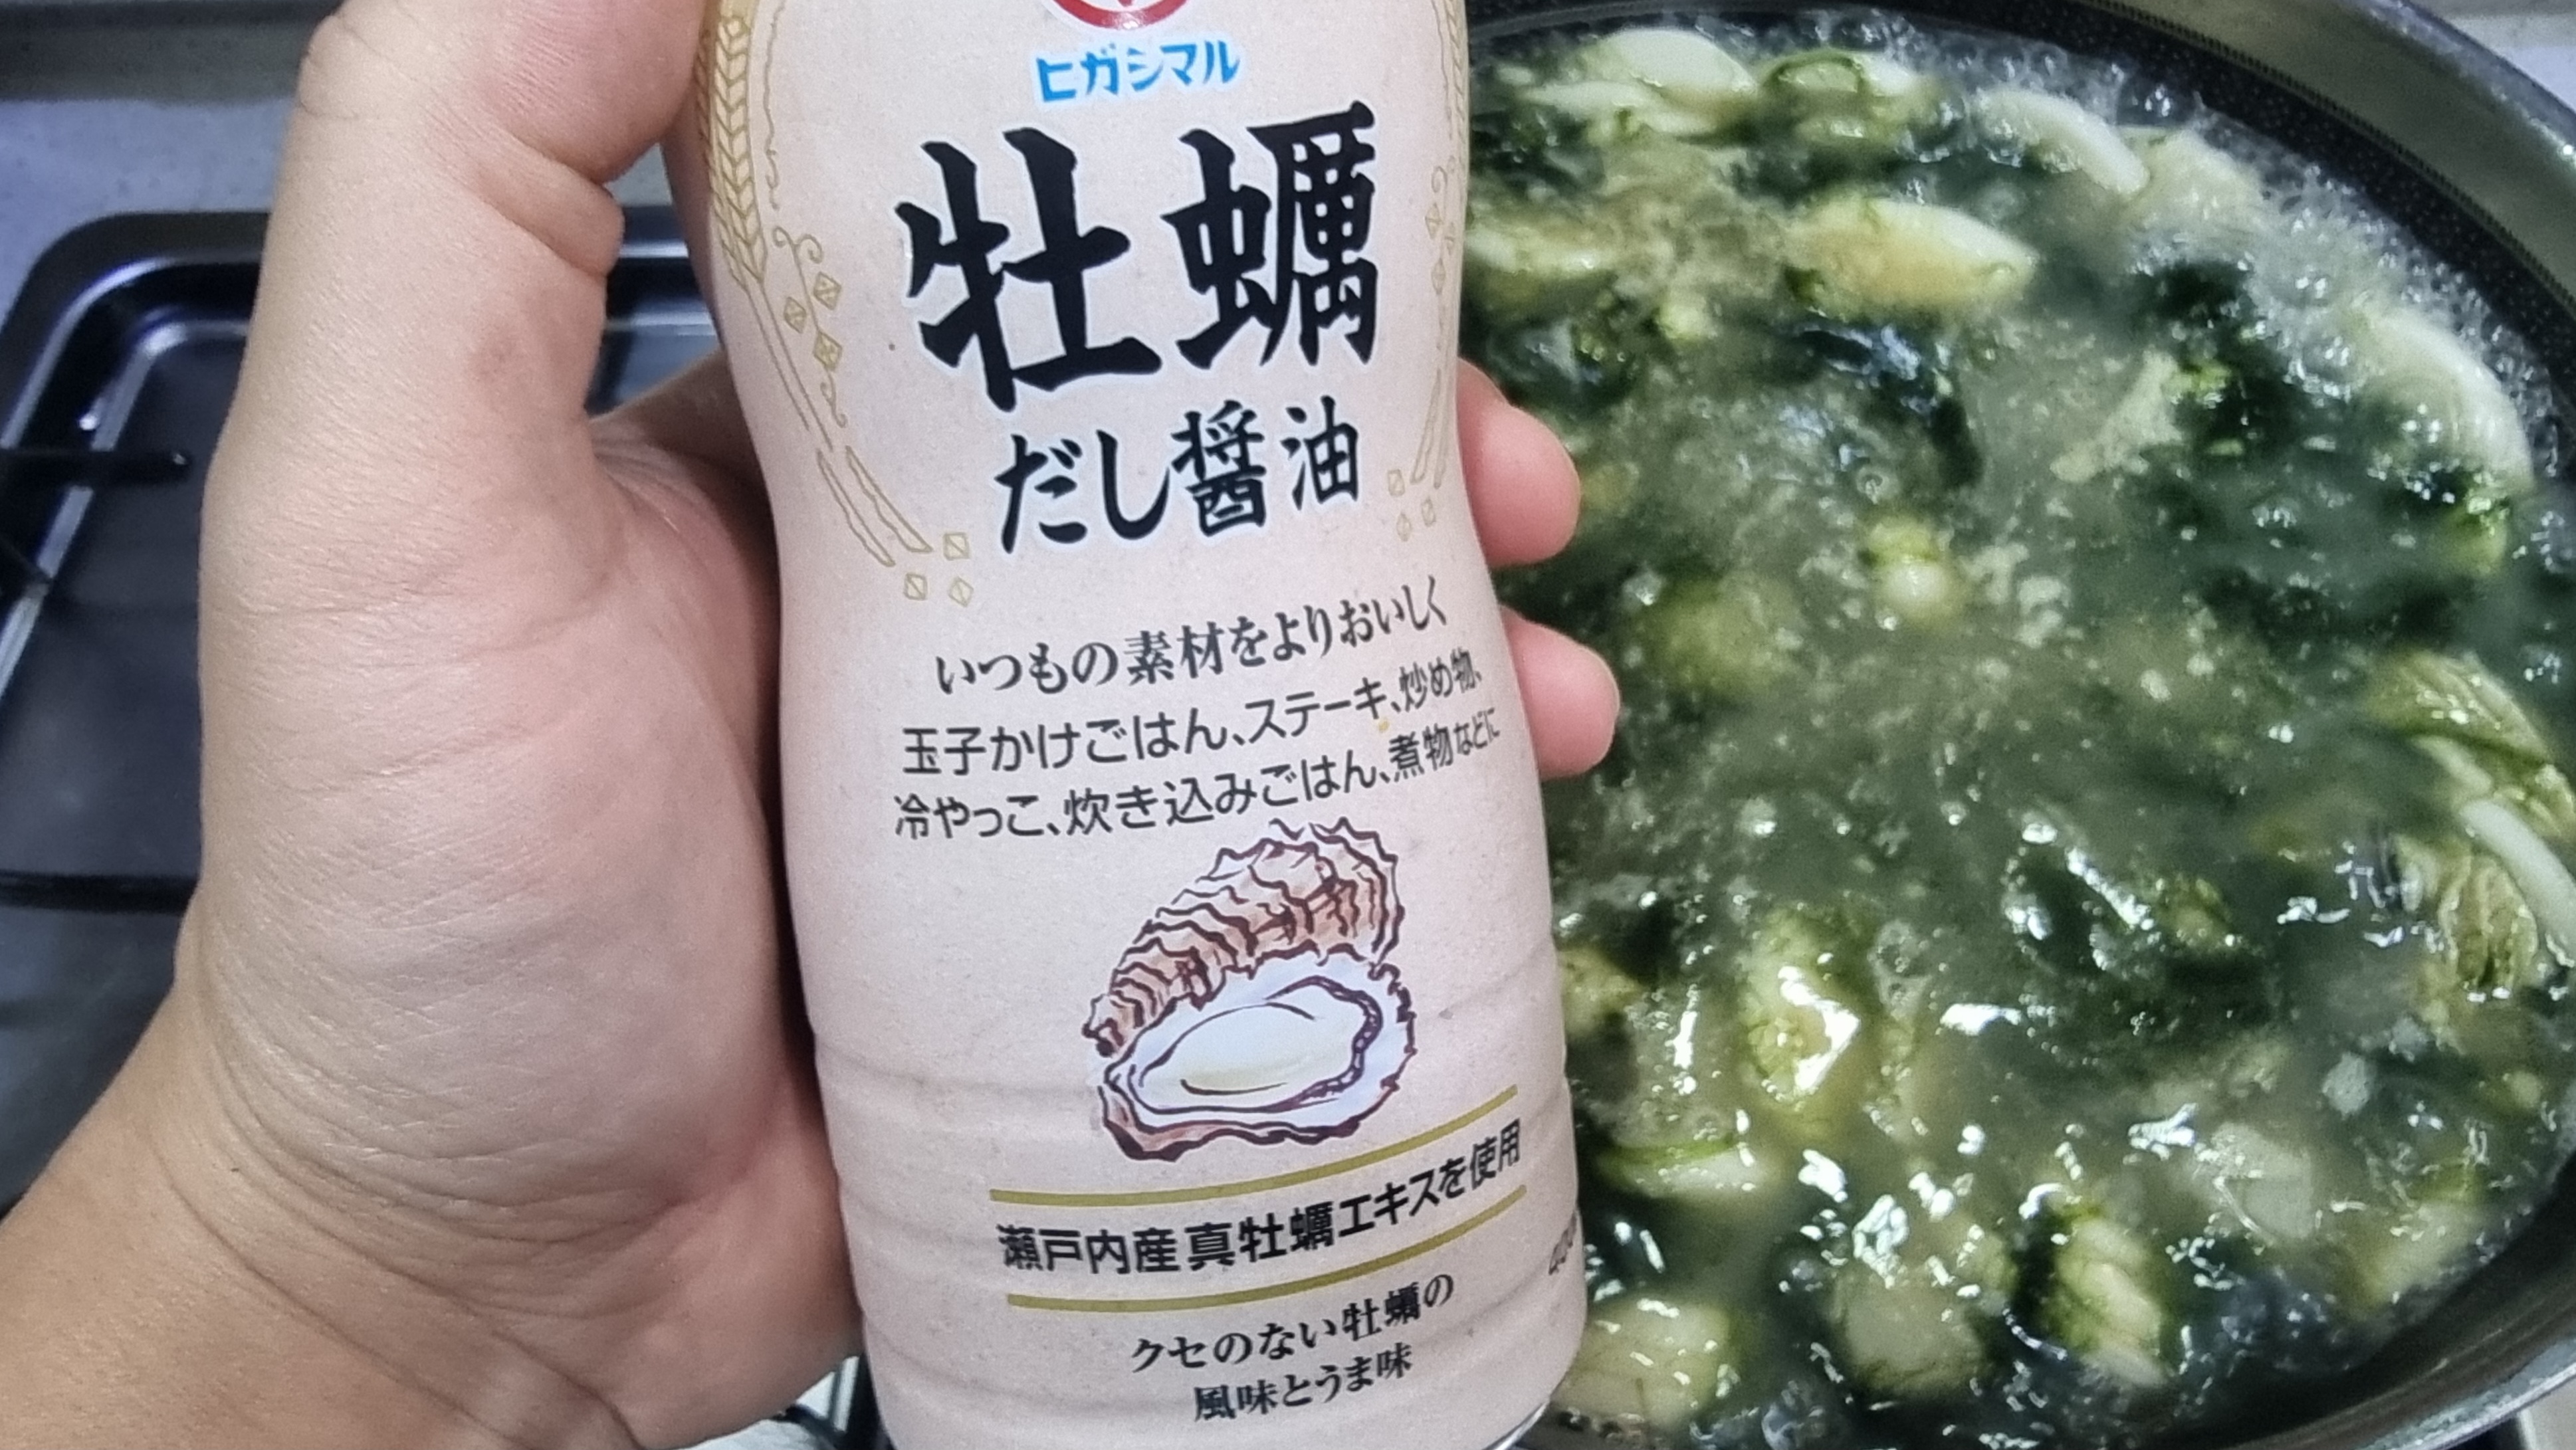 ヒガシマル
牡蠣
だし醤油
いつもの素材をよりおいしく
玉子かけごはん、ステーキ、炒め物、
冷やっこ、炊き込みごはん、煮物などに
瀬戸内産真牡蠣エキスを使用
クセのない牡蠣の
風味とうま味